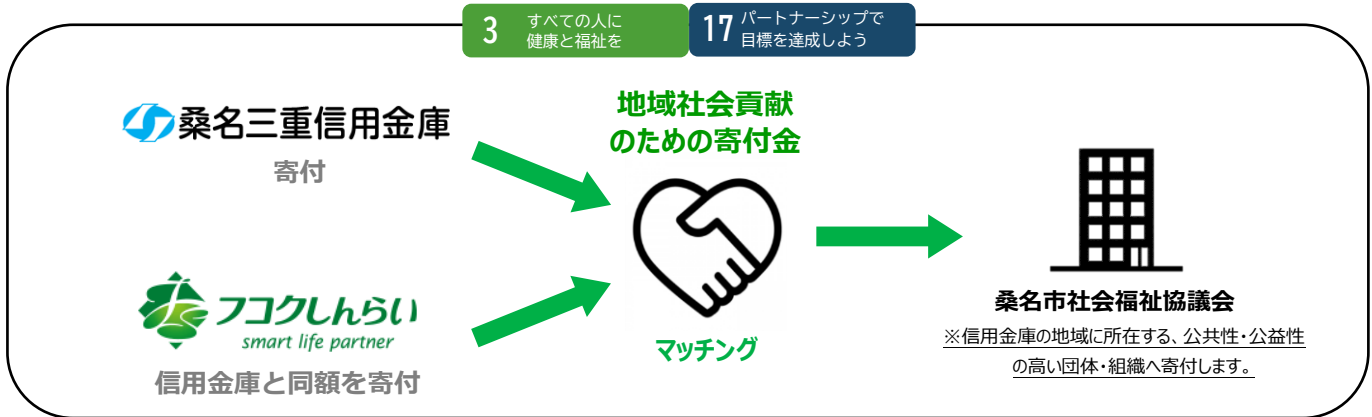 3
すべての人に
健康と福祉を
17
パートナーシップで
目標を達成しよう
桑名三重信用金庫
寄付
地域社会貢献
のための寄付金
フコクしんらい
smart life partner
信用金庫と同額を寄付
マッチング
桑名市社会福祉協議会
※信用金庫の地域に所在する、公共性・公益性
の高い団体・組織へ寄付します。